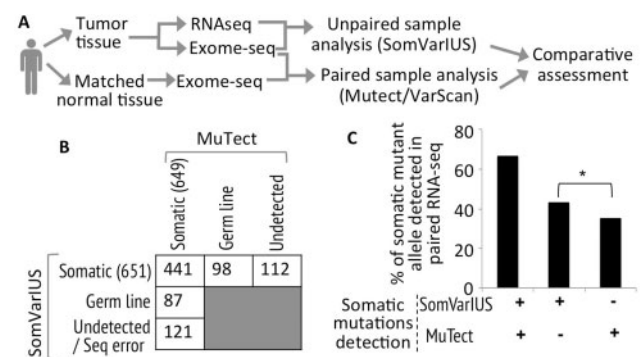 A
Tumor tissue
RNAseq
Exome-seq
Unpaired sample analysis (SomVarIUS)
Matched normal tissue
Exome-seq
Paired sample analysis (Mutect/VarScan)
Comparative assessment
B
MuTect
Somatic (649)
Germ line
Undetected
SomVarIUS
Somatic (651) 441 98 112
Germ line 87
Undetected / Seq error 121
C
% of somatic mutant allele detected in paired RNA-seq
80
60
40
20
0
*
Somatic mutations detection
SomVarIUS + + -
MuTect + - +